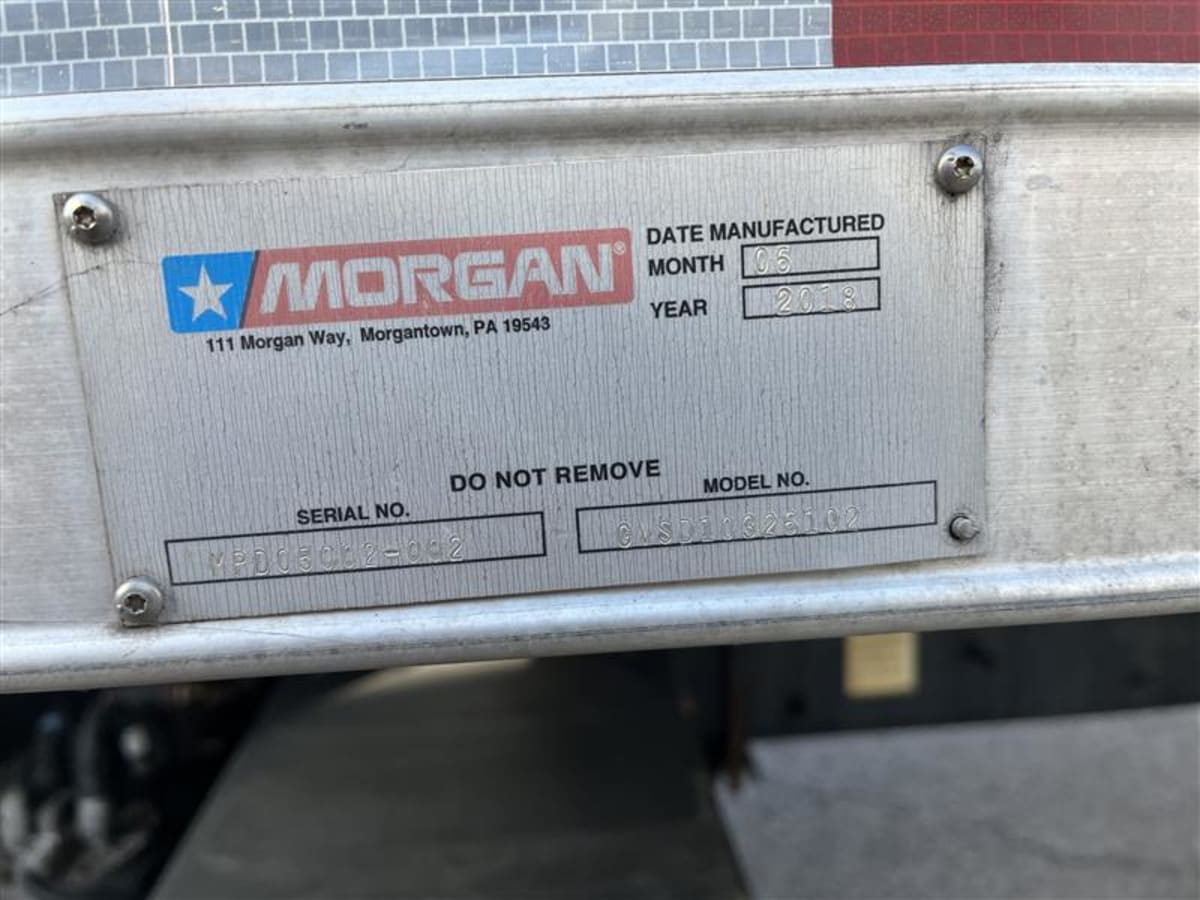 MORGAN®
111 Morgan Way, Morgantown, PA 19543
DATE MANUFACTURED
MONTH 06
YEAR 2018
DO NOT REMOVE
SERIAL NO.
MODEL NO.